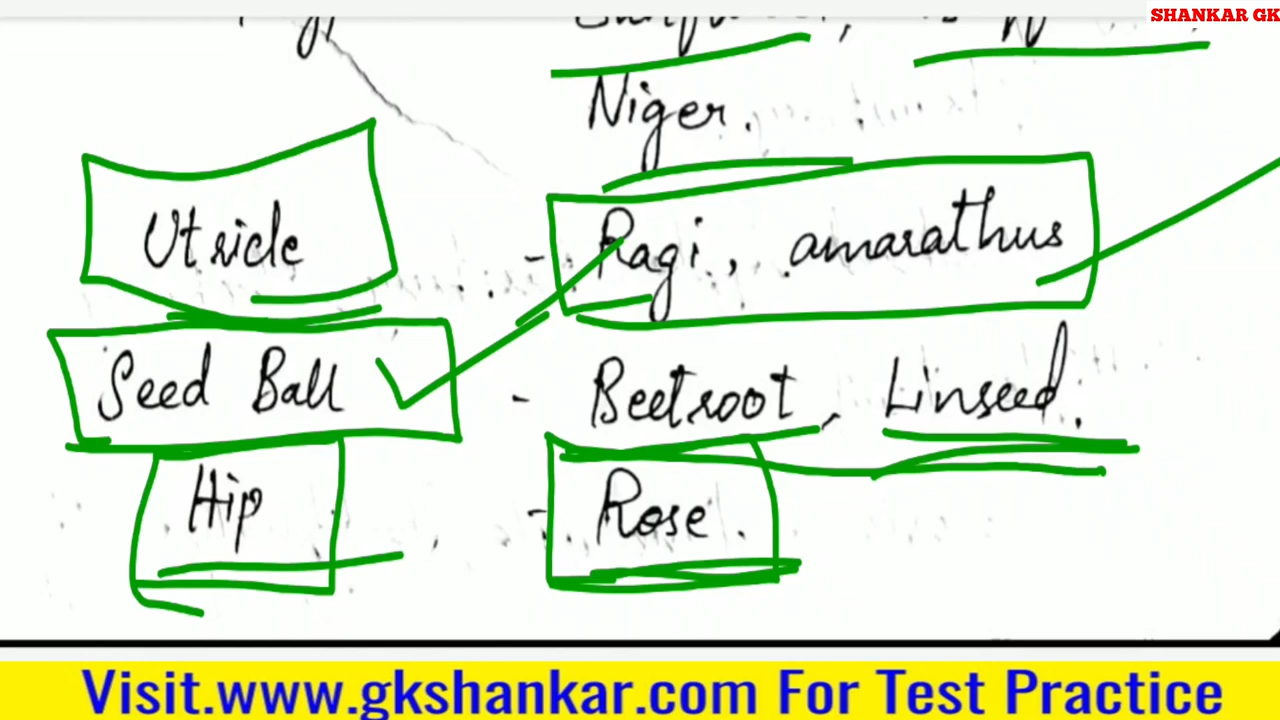 SHANKAR GK
Niger.
Utricle - Ragi, amarathus
Seed Ball - Beetroot, Linseed.
Hip - Rose.
Visit.www.gkshankar.com For Test Practice